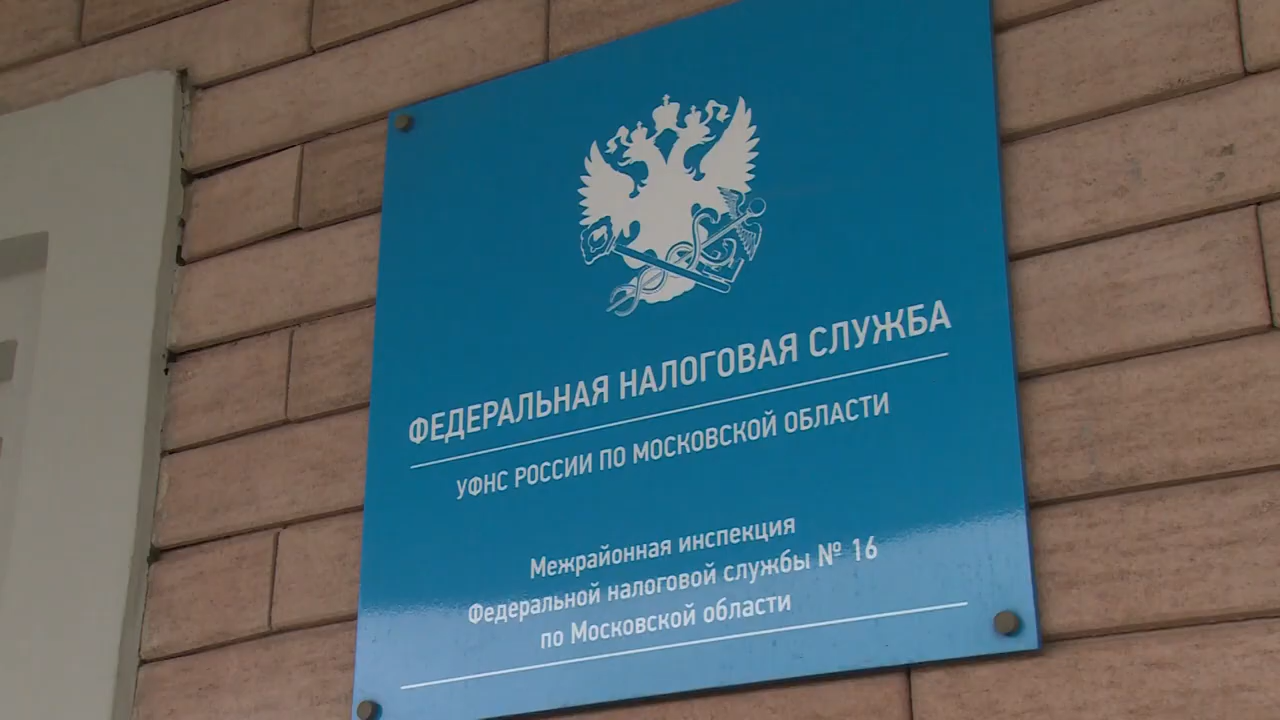 ФЕДЕРАЛЬНАЯ НАЛОГОВАЯ СЛУЖБА
УФНС РОССИИ ПО МОСКОВСКОЙ ОБЛАСТИ
Межрайонная инспекция
Федеральной налоговой службы № 16
по Московской области